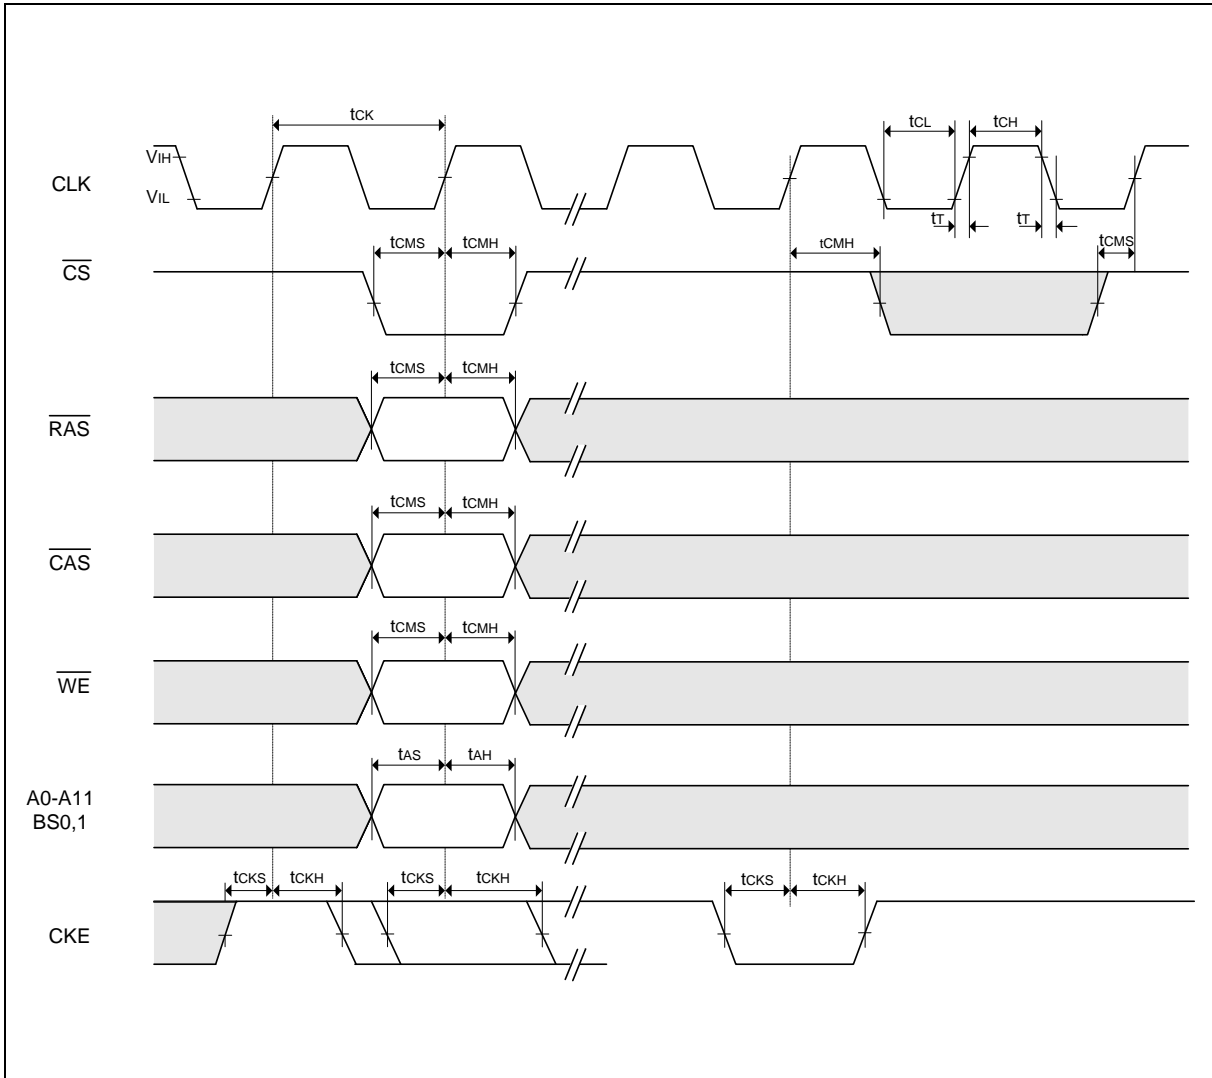 tCK
tCL
tCH
VIH
CLK
VIL
tT
tT
tCMS
tCMH
tCMH
tCMS
CS
tCMS
tCMH
RAS
tCMS
tCMH
CAS
tCMS
tCMH
WE
tAS
tAH
A0-A11
BS0,1
tCKS
tCKH
tCKS
tCKH
tCKS
tCKH
CKE